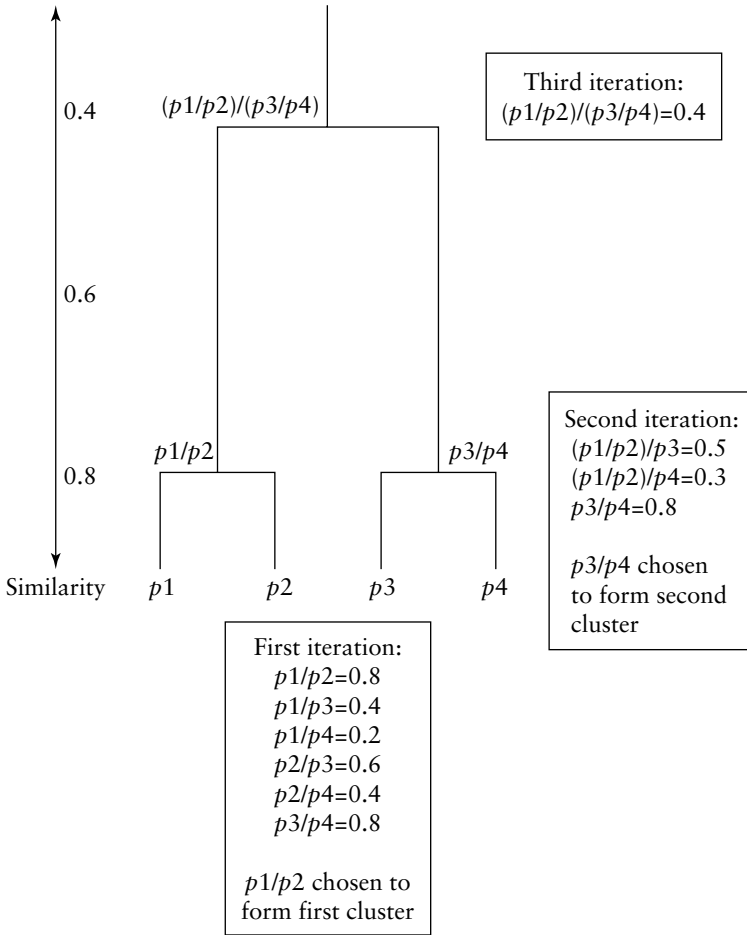 (p1/p2)/(p3/p4)
0.4
Third iteration:
(p1/p2)/(p3/p4)=0.4
0.6
p1/p2
p3/p4
0.8
Second iteration:
(p1/p2)/p3=0.5
(p1/p2)/p4=0.3
p3/p4=0.8
p3/p4 chosen
to form second
cluster
Similarity p1 p2 p3 p4
First iteration:
p1/p2=0.8
p1/p3=0.4
p1/p4=0.2
p2/p3=0.6
p2/p4=0.4
p3/p4=0.8
p1/p2 chosen to
form first cluster